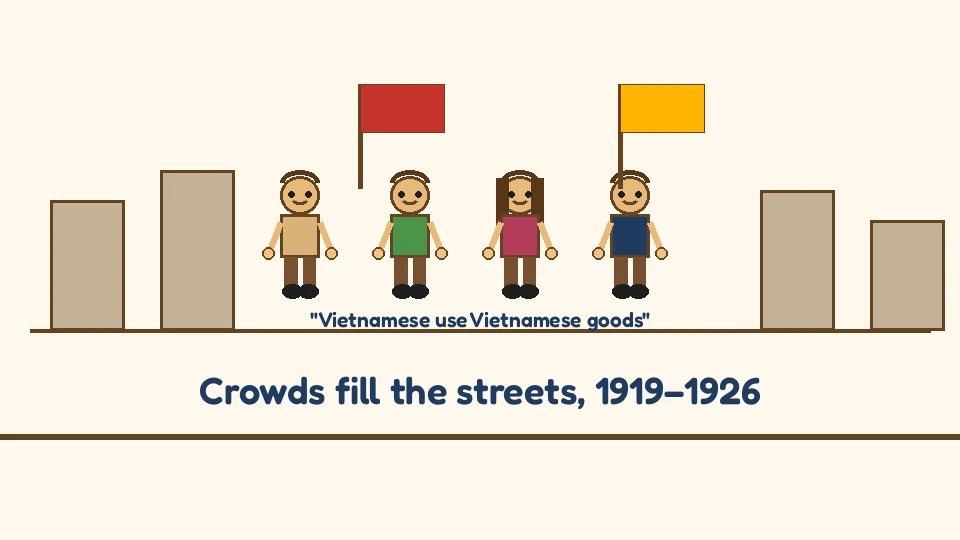 "Vietnamese use Vietnamese goods"
Crowds fill the streets, 1919–1926